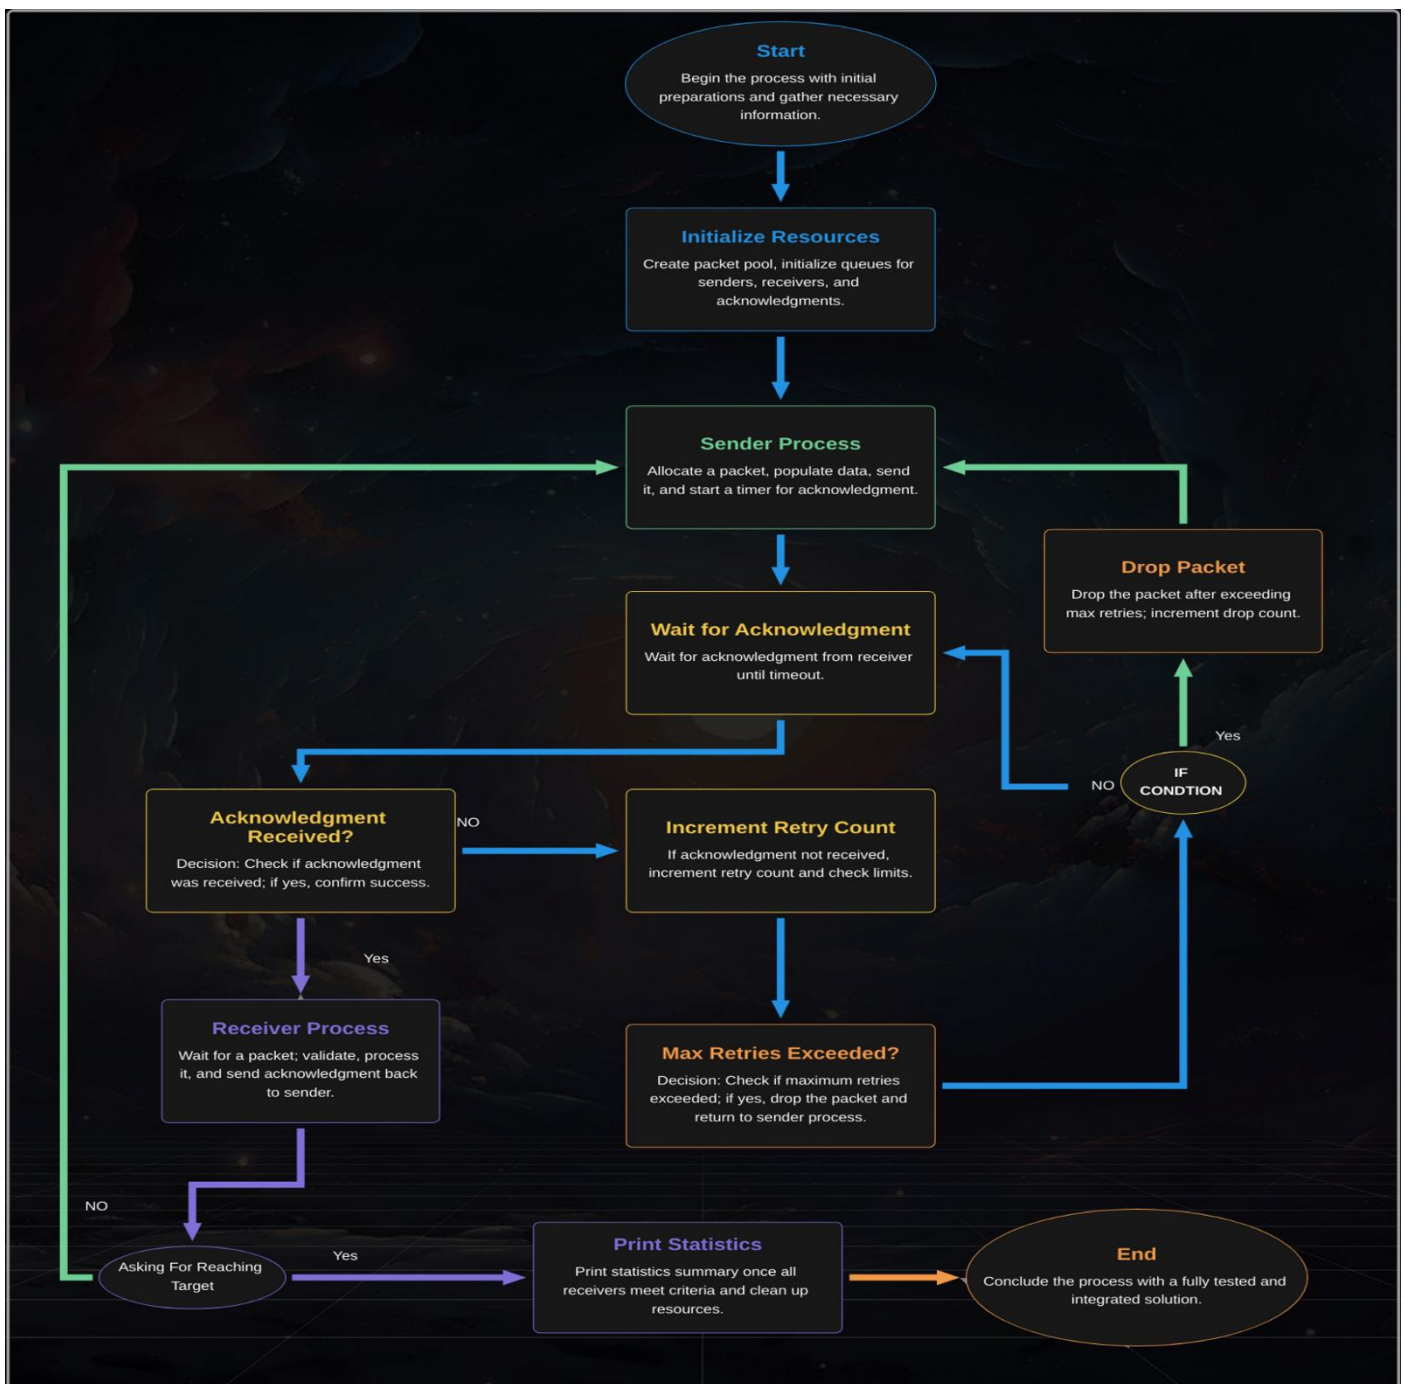 Start
Begin the process with initial
preparations and gather necessary
information.
Initialize Resources
Create packet pool, initialize queues for
senders, receivers, and
acknowledgments.
Sender Process
Allocate a packet, populate data, send
it, and start a timer for acknowledgment.
Drop Packet
Drop the packet after exceeding
max retries; increment drop count.
Wait for Acknowledgment
Wait for acknowledgment from receiver
until timeout.
Yes
IF
CONDTION
NO
Acknowledgment
Received?
Decision: Check if acknowledgment
was received; if yes, confirm success.
NO
Increment Retry Count
If acknowledgment not received,
increment retry count and check limits.
Yes
Receiver Process
Wait for a packet; validate, process
it, and send acknowledgment back
to sender.
Max Retries Exceeded?
Decision: Check if maximum retries
exceeded; if yes, drop the packet and
return to sender process.
NO
Asking For Reaching
Target
Yes
Print Statistics
Print statistics summary once all
receivers meet criteria and clean up
resources.
End
Conclude the process with a fully tested and
integrated solution.